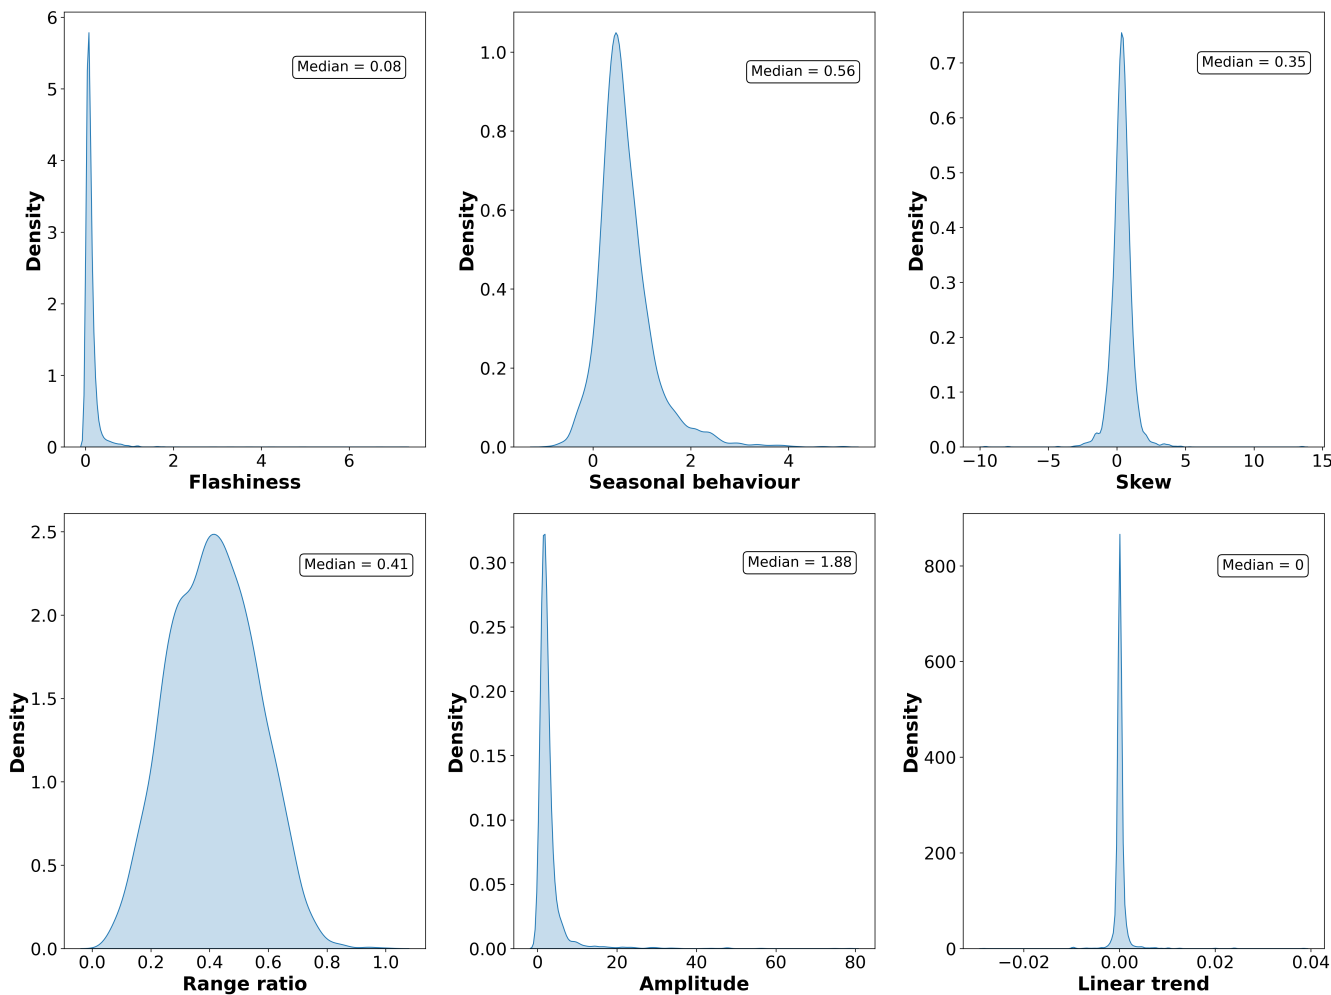 6
5
4
3
2
1
0
Density
Median = 0.08
0 2 4 6
Flashiness
1.0
0.8
0.6
0.4
0.2
0.0
Density
Median = 0.56
0 2 4
Seasonal behaviour
0.7
0.6
0.5
0.4
0.3
0.2
0.1
0.0
Density
Median = 0.35
−10 −5 0 5 10 15
Skew
2.5
2.0
1.5
1.0
0.5
0.0
Density
Median = 0.41
0.0 0.2 0.4 0.6 0.8 1.0
Range ratio
0.30
0.25
0.20
0.15
0.10
0.05
0.00
Density
Median = 1.88
0 20 40 60 80
Amplitude
800
600
400
200
0
Density
Median = 0
−0.02 0.00 0.02 0.04
Linear trend